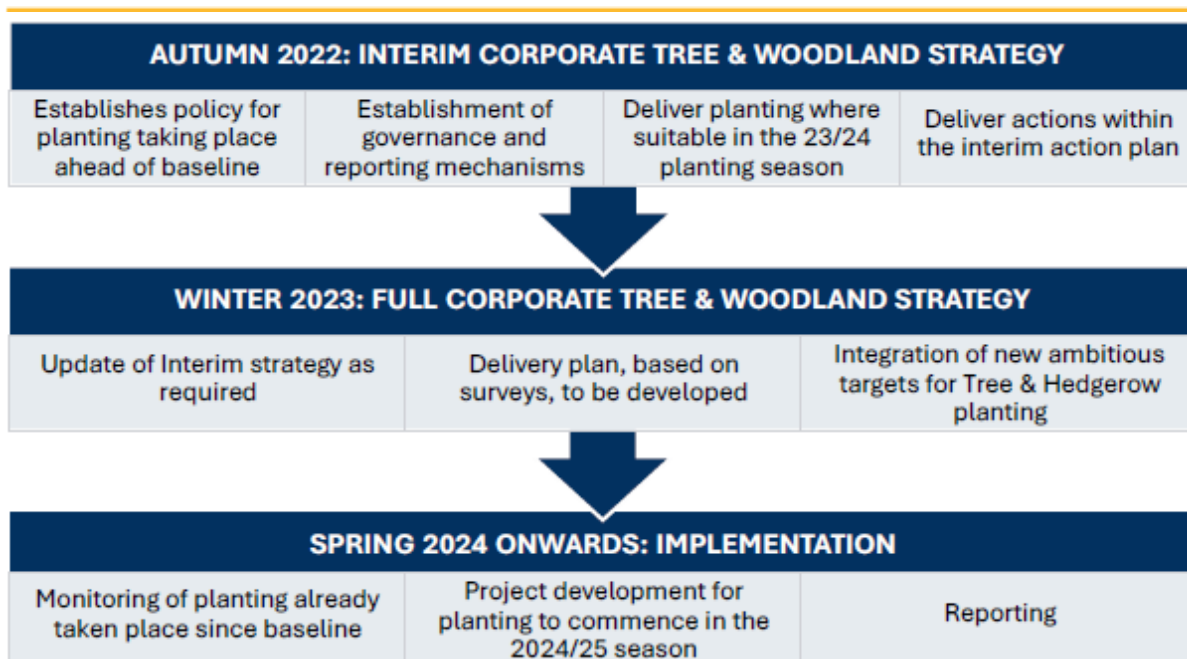 AUTUMN 2022: INTERIM CORPORATE TREE & WOODLAND STRATEGY
Establishes policy for
planting taking place
ahead of baseline
Establishment of
governance and
reporting mechanisms
Deliver planting where
suitable in the 23/24
planting season
Deliver actions within
the interim action plan
WINTER 2023: FULL CORPORATE TREE & WOODLAND STRATEGY
Update of Interim strategy as
required
Delivery plan, based on
surveys, to be developed
Integration of new ambitious
targets for Tree & Hedgerow
planting
SPRING 2024 ONWARDS: IMPLEMENTATION
Monitoring of planting already
taken place since baseline
Project development for
planting to commence in the
2024/25 season
Reporting